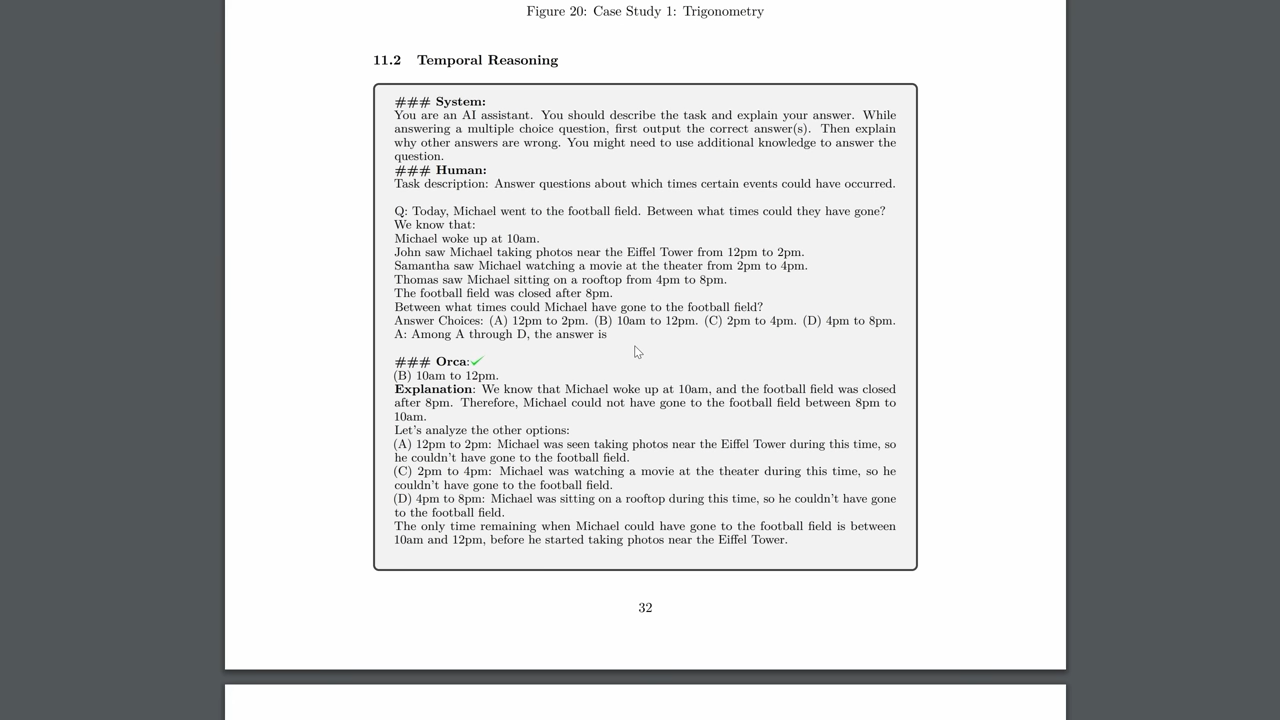 Figure 20: Case Study 1: Trigonometry
11.2 Temporal Reasoning
### System:
You are an AI assistant. You should describe the task and explain your answer. While
answering a multiple choice question, first output the correct answer(s). Then explain
why other answers are wrong. You might need to use additional knowledge to answer the
question.
### Human:
Task description: Answer questions about which times certain events could have occurred.
Q: Today, Michael went to the football field. Between what times could they have gone?
We know that:
Michael woke up at 10am.
John saw Michael taking photos near the Eiffel Tower from 12pm to 2pm.
Samantha saw Michael watching a movie at the theater from 2pm to 4pm.
Thomas saw Michael sitting on a rooftop from 4pm to 8pm.
The football field was closed after 8pm.
Between what times could Michael have gone to the football field?
Answer Choices: (A) 12pm to 2pm. (B) 10am to 12pm. (C) 2pm to 4pm. (D) 4pm to 8pm.
A: Among A through D, the answer is
### Orca:✓
(B) 10am to 12pm.
Explanation: We know that Michael woke up at 10am, and the football field was closed
after 8pm. Therefore, Michael could not have gone to the football field between 8pm to
10am.
Let's analyze the other options:
(A) 12pm to 2pm: Michael was seen taking photos near the Eiffel Tower during this time, so
he couldn't have gone to the football field.
(C) 2pm to 4pm: Michael was watching a movie at the theater during this time, so he
couldn't have gone to the football field.
(D) 4pm to 8pm: Michael was sitting on a rooftop during this time, so he couldn't have gone
to the football field.
The only time remaining when Michael could have gone to the football field is between
10am and 12pm, before he started taking photos near the Eiffel Tower.
32